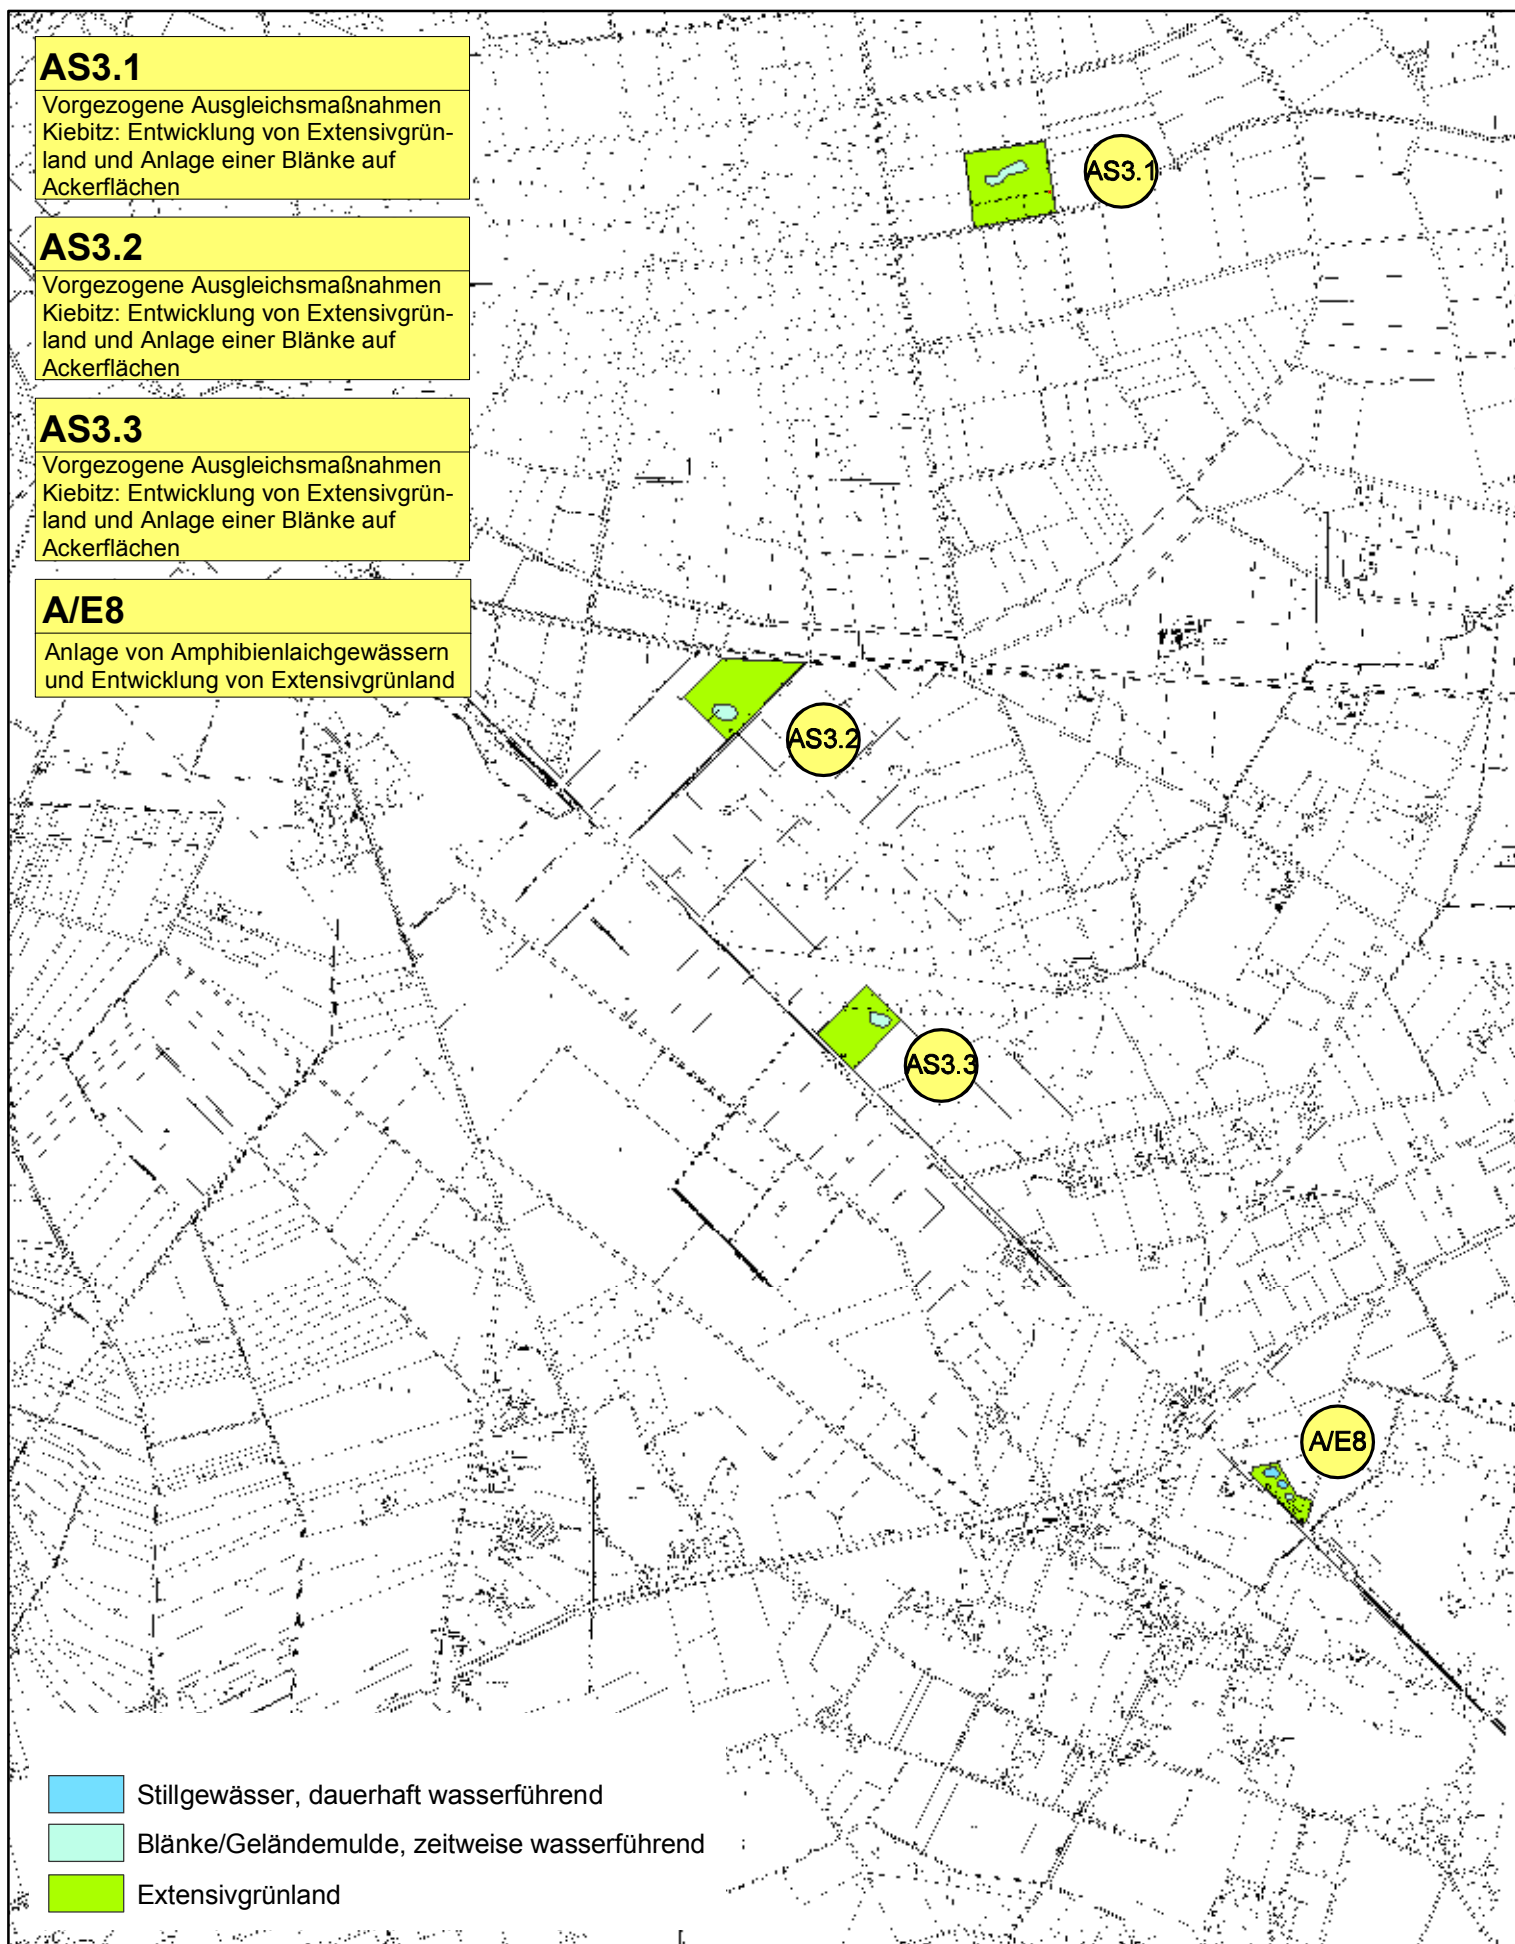 AS3.1
Vorgezogene Ausgleichsmaßnahmen
Kiebitz: Entwicklung von Extensivgrün-
land und Anlage einer Blänke auf
Ackerflächen
AS3.2
Vorgezogene Ausgleichsmaßnahmen
Kiebitz: Entwicklung von Extensivgrün-
land und Anlage einer Blänke auf
Ackerflächen
AS3.3
Vorgezogene Ausgleichsmaßnahmen
Kiebitz: Entwicklung von Extensivgrün-
land und Anlage einer Blänke auf
Ackerflächen
A/E8
Anlage von Amphibienlaichgewässern
und Entwicklung von Extensivgrünland
AS3.1
AS3.2
AS3.3
A/E8
Stillgewässer, dauerhaft wasserführend
Blänke/Geländemulde, zeitweise wasserführend
Extensivgrünland